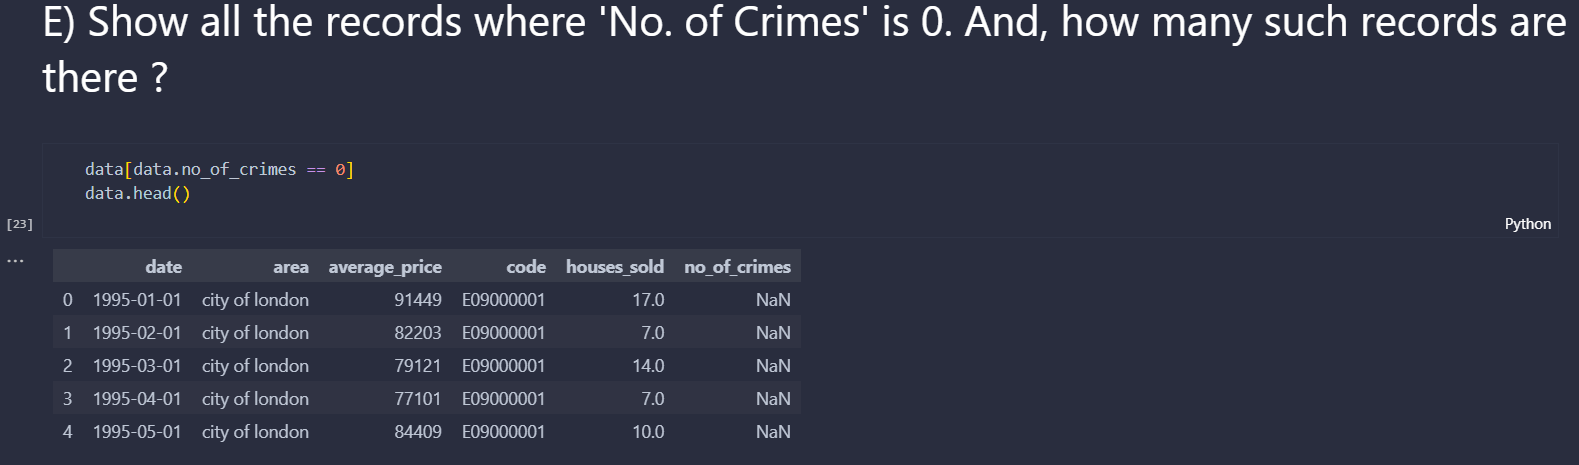 E) Show all the records where 'No. of Crimes' is 0. And, how many such records are
there ?
data[data.no_of_crimes == 0]
data.head()
[23]
Python
...
date area average_price code houses_sold no_of_crimes
0 1995-01-01 city of london 91449 E09000001 17.0 NaN
1 1995-02-01 city of london 82203 E09000001 7.0 NaN
2 1995-03-01 city of london 79121 E09000001 14.0 NaN
3 1995-04-01 city of london 77101 E09000001 7.0 NaN
4 1995-05-01 city of london 84409 E09000001 10.0 NaN